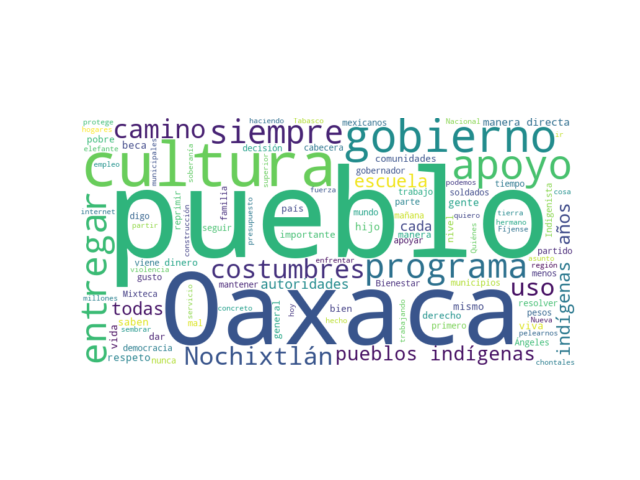 protege haciendo Tabasco mexicanos Nacional manera directa
hogares camino siempre gobierno ir
pobre beca municipales decisión cabecera
elefante cultura comunidades apoyo
soberanía superior gobernador podemos soldados tiempo cosa
empleo escuela
pueblo
reprimir familia fuerza trabajo quiero Indigenista tierra
internet digo país mundo mañana parte gente hermano
partir construcción seguir presupuesto importante hijo cada nivel Quiénes Fijense
apoyar manera partido
entregar viene dinero costumbres enfrentar programa región asunto
violencia gusto mantener autoridades Bienestar municipios menos
indígenas años
millones Mixteca Oaxaca uso
todas servicio concreto hoy bien mismo resolver
saben mal general hecho trabajando derecho pesos Nueva
sembrar vida dar primero viva pelearnos
democracia Nochixtlán pueblos indígenas Ángeles
respeto nunca chontales